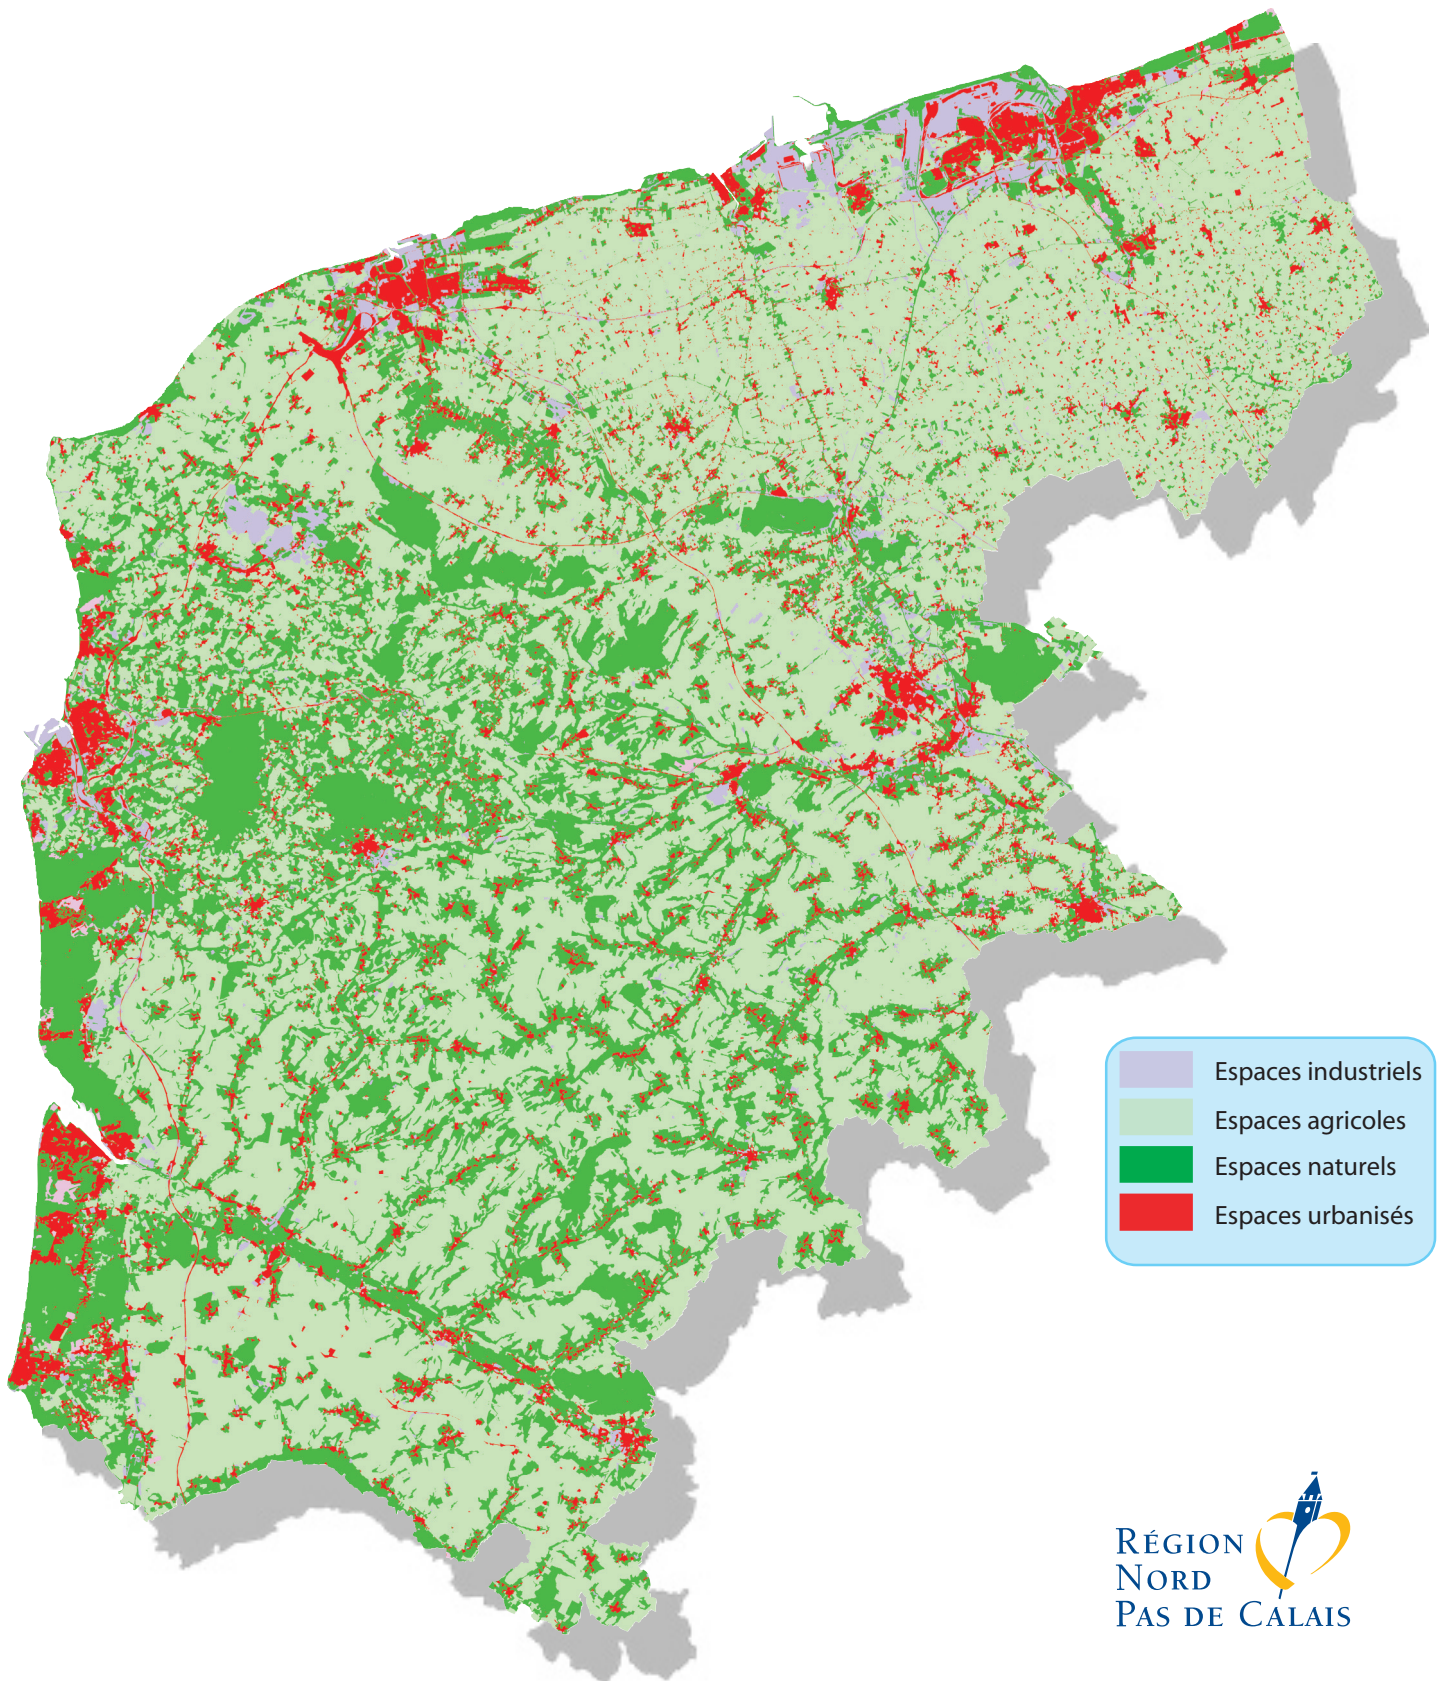 Espaces industriels
Espaces agricoles
Espaces naturels
Espaces urbanisés
RÉGION
NORD
PAS DE CALAIS